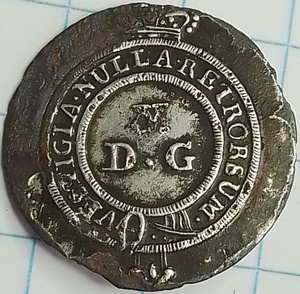 VESTIGIA · NULLA · RETRORSUM ·
D · G